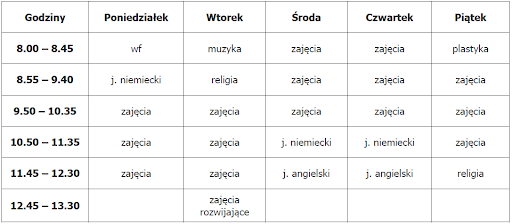 Godziny Poniedziałek Wtorek Środa Czwartek Piątek
8.00 – 8.45 wf muzyka zajęcia zajęcia plastyka
8.55 – 9.40 j. niemiecki religia zajęcia zajęcia zajęcia
9.50 – 10.35 zajęcia zajęcia zajęcia zajęcia zajęcia
10.50 – 11.35 zajęcia zajęcia j. niemiecki j. niemiecki zajęcia
11.45 – 12.30 zajęcia zajęcia j. angielski j. angielski religia
12.45 – 13.30 zajęcia
rozwijające